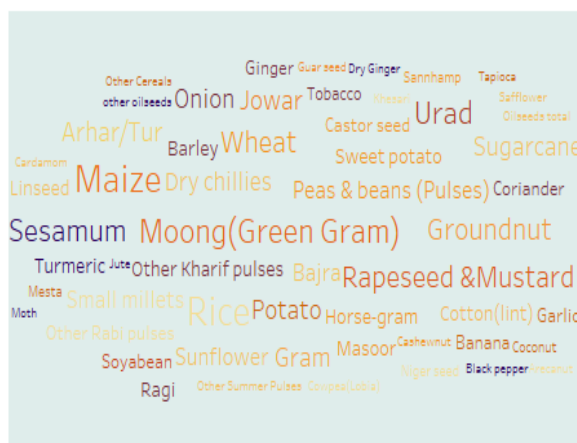 Ginger Guar seed Dry Ginger
Other Cereals Sannhamp Tapioca
other oilseeds Onion Jowar Tobacco Khesari Safflower
Urad
Arhar/Tur Castor seed Oilseeds total
Barley Wheat Sweet potato Sugarcane
Cardamom
Linseed Maize Dry chillies Peas & beans (Pulses) Coriander
Sesamum Moong(Green Gram) Groundnut
Turmeric Jute Other Kharif pulses Bajra Rapeseed &Mustard
Mesta Small millets Rice Potato Horse-gram Cotton(lint) Garlic
Moth
Other Rabi pulses Masoor Cashewnut Banana Coconut
Soyabean Sunflower Gram Niger seed Black pepper Arecanut
Ragi Other Summer Pulses Cowpea(Lobia)